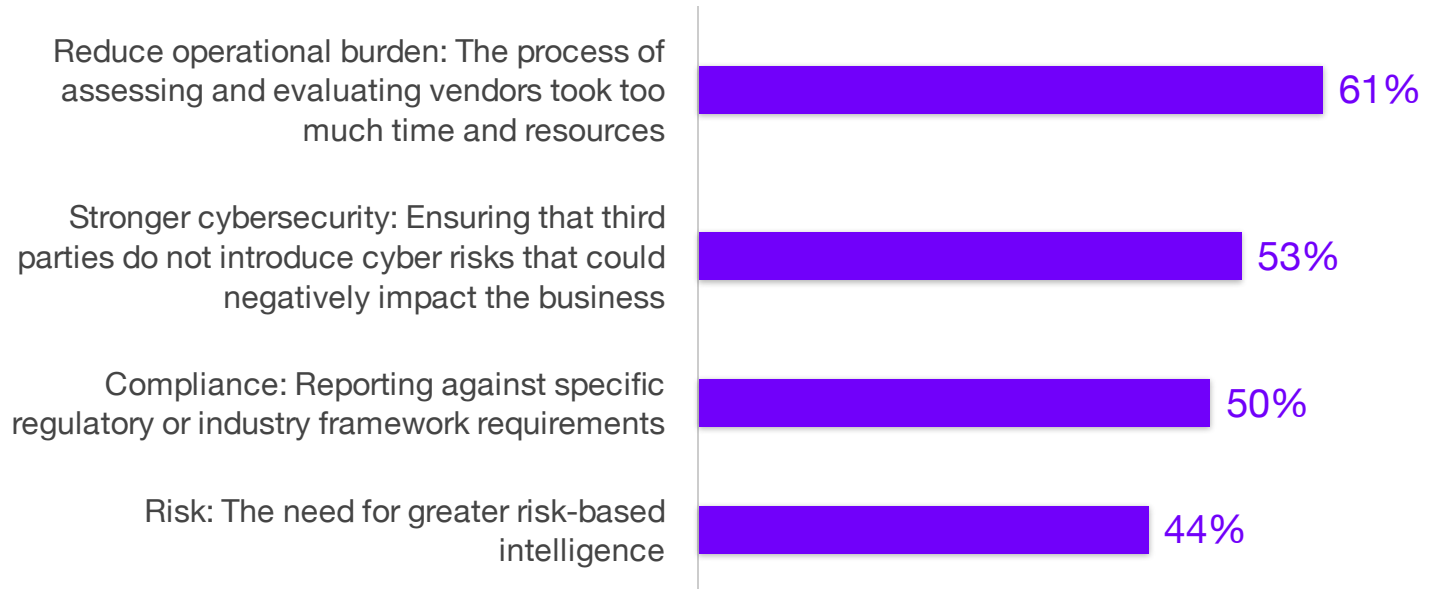 Reduce operational burden: The process of
assessing and evaluating vendors took too
much time and resources
61%
Stronger cybersecurity: Ensuring that third
parties do not introduce cyber risks that could
negatively impact the business
53%
Compliance: Reporting against specific
regulatory or industry framework requirements
50%
Risk: The need for greater risk-based
intelligence
44%